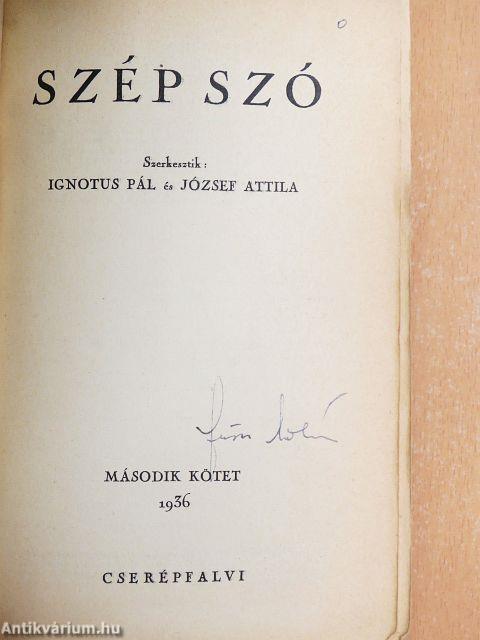 SZÉP SZÓ
Szerkesztik:
IGNOTUS PÁL és JÓZSEF ATTILA
MÁSODIK KÖTET
1936
CSERÉPFALVI
Antikvárium.hu